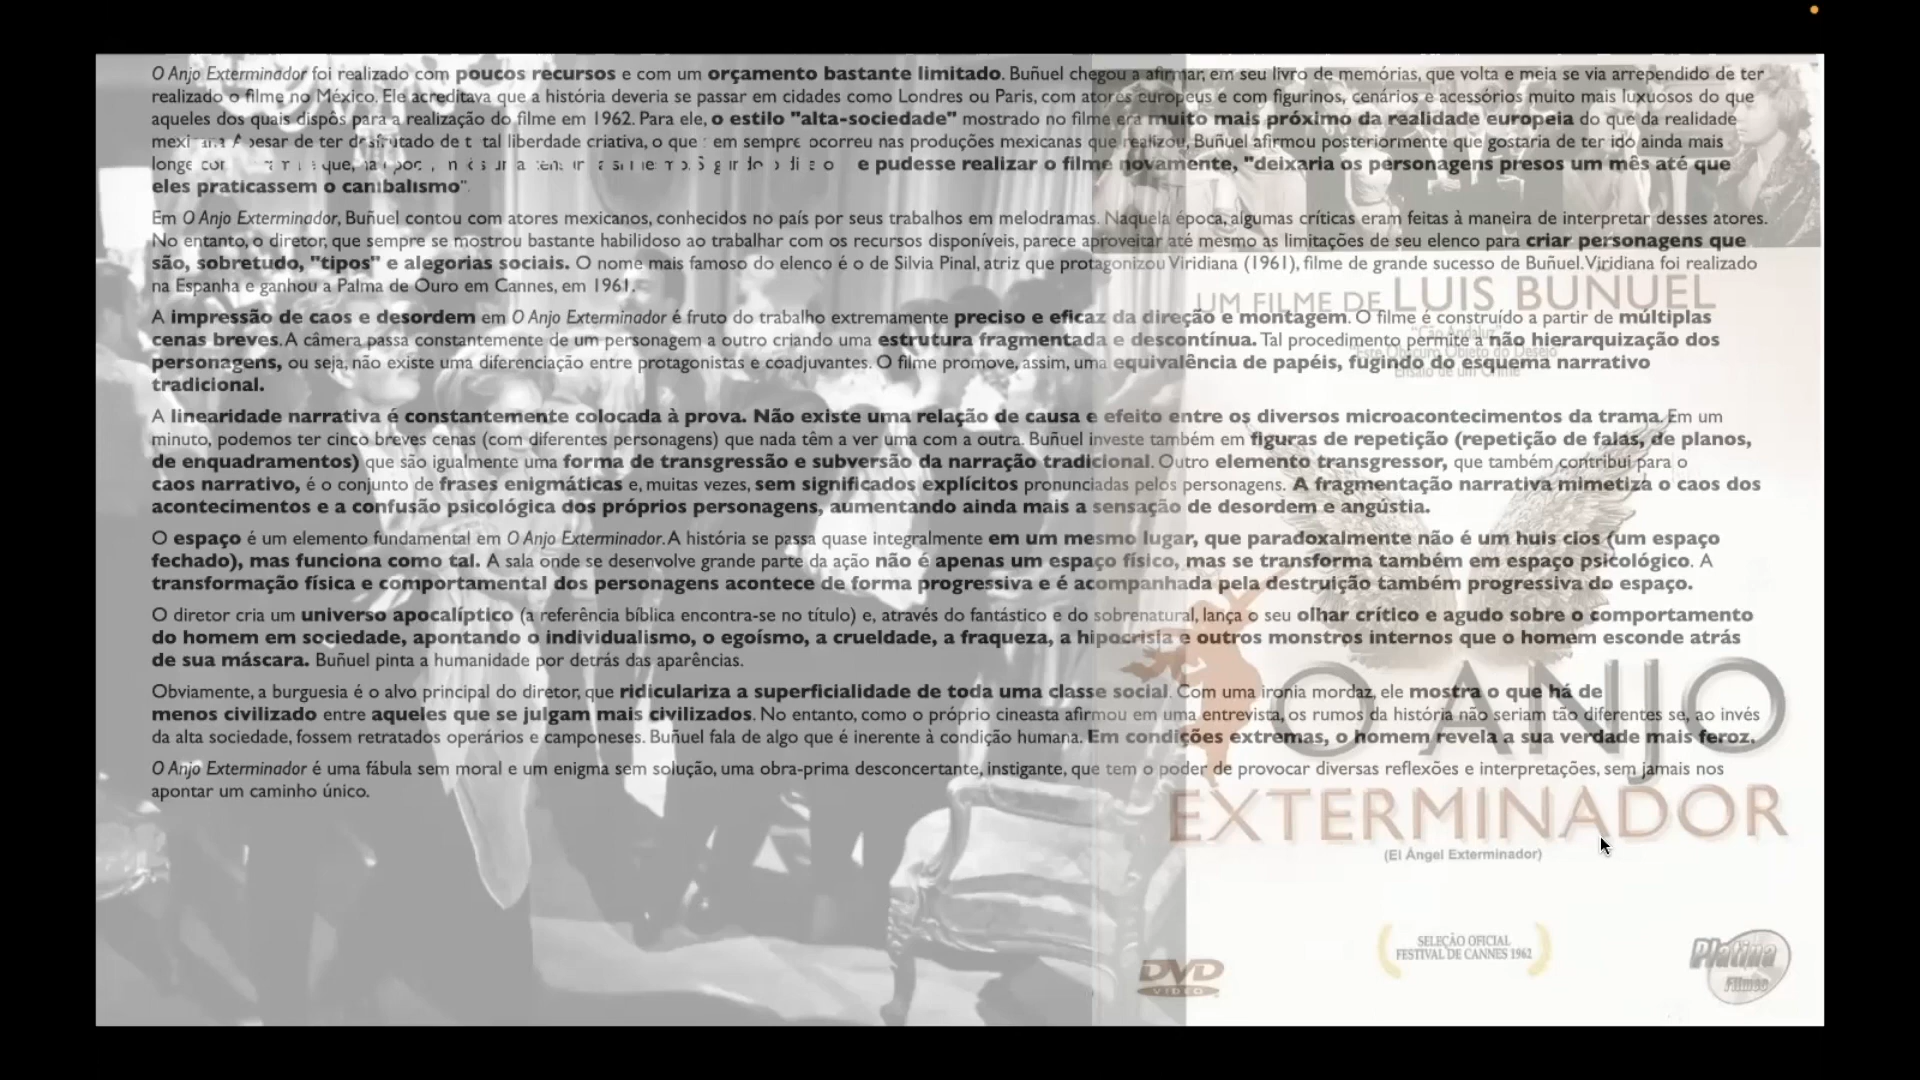 O Anjo Exterminador foi realizado com poucos recursos e com um orçamento bastante limitado. Buñuel chegou a afirmar, em seu livro de memórias, que volta e meia se via arrependido de ter
realizado o filme no México. Ele acreditava que a história deveria se passar em cidades como Londres ou Paris, com atores europeus e com figurinos, cenários e acessórios muito mais luxuosos do que
aqueles dos quais dispôs para a realização do filme em 1962. Para ele, o estilo "alta-sociedade" mostrado no filme era muito mais próximo da realidade europeia do que da realidade
mexicana. Apesar de ter desfrutado de tal liberdade criativa, o que nem sempre ocorreu nas produções mexicanas que realizou, Buñuel afirmou posteriormente que gostaria de ter ido ainda mais
longe que, e pudesse realizar o filme novamente, "deixaria os personagens presos um mês até que
eles praticassem o canibalismo".
Em O Anjo Exterminador, Buñuel contou com atores mexicanos, conhecidos no país por seus trabalhos em melodramas. Naquela época, algumas críticas eram feitas à maneira de interpretar desses atores.
No entanto, o diretor, que sempre se mostrou bastante habilidoso ao trabalhar com os recursos disponíveis, parece aproveitar até mesmo as limitações de seu elenco para criar personagens que
são, sobretudo, "tipos" e alegorias sociais. O nome mais famoso do elenco é o de Silvia Pinal, atriz que protagonizou Viridiana (1961), filme de grande sucesso de Buñuel. Viridiana foi realizado
na Espanha e ganhou a Palma de Ouro em Cannes, em 1961.
A impressão de caos e desordem em O Anjo Exterminador é fruto do trabalho extremamente preciso e eficaz da direção e montagem. O filme é construído a partir de múltiplas
cenas breves. A câmera passa constantemente de um personagem a outro criando uma estrutura fragmentada e descontínua. Tal procedimento permite a não hierarquização dos
personagens, ou seja, não existe uma diferenciação entre protagonistas e coadjuvantes. O filme promove, assim, uma equivalência de papéis, fugindo do esquema narrativo
tradicional.
A linearidade narrativa é constantemente colocada à prova. Não existe uma relação de causa e efeito entre os diversos microacontecimentos da trama. Em um
minuto, podemos ter cinco breves cenas (com diferentes personagens) que nada têm a ver uma com a outra. Buñuel investe também em figuras de repetição (repetição de falas, de planos,
de enquadramentos) que são igualmente uma forma de transgressão e subversão da narração tradicional. Outro elemento transgressor, que também contribui para o
caos narrativo, é o conjunto de frases enigmáticas e, muitas vezes, sem significados explícitos pronunciadas pelos personagens. A fragmentação narrativa mimetiza o caos dos
acontecimentos e a confusão psicológica dos próprios personagens, aumentando ainda mais a sensação de desordem e angústia.
O espaço é um elemento fundamental em O Anjo Exterminador. A história se passa quase integralmente em um mesmo lugar, que paradoxalmente não é um huis clos (um espaço
fechado), mas funciona como tal. A sala onde se desenvolve grande parte da ação não é apenas um espaço físico, mas se transforma também em espaço psicológico. A
transformação física e comportamental dos personagens acontece de forma progressiva e é acompanhada pela destruição também progressiva do espaço.
O diretor cria um universo apocalíptico (a referência bíblica encontra-se no título) e, através do fantástico e do sobrenatural, lança o seu olhar crítico e agudo sobre o comportamento
do homem em sociedade, apontando o individualismo, o egoísmo, a crueldade, a fraqueza, a hipocrisia e outros monstros internos que o homem esconde atrás
de sua máscara. Buñuel pinta a humanidade por detrás das aparências.
Obviamente, a burguesia é o alvo principal do diretor, que ridiculariza a superficialidade de toda uma classe social. Com uma ironia mordaz, ele mostra o que há de
menos civilizado entre aqueles que se julgam mais civilizados. No entanto, como o próprio cineasta afirmou em uma entrevista, os rumos da história não seriam tão diferentes se, ao invés
da alta sociedade, fossem retratados operários e camponeses. Buñuel fala de algo que é inerente à condição humana. Em condições extremas, o homem revela a sua verdade mais feroz.
O Anjo Exterminador é uma fábula sem moral e um enigma sem solução, uma obra-prima desconcertante, instigante, que tem o poder de provocar diversas reflexões e interpretações, sem jamais nos
apontar um caminho único.
UM FILME DE LUIS BUÑUEL
"Cão Andaluz"
"Este Obscuro Objeto do Desejo"
"Ensaio de um Crime"
O ANJO
EXTERMINADOR
(El Ángel Exterminador)
SELEÇÃO OFICIAL
FESTIVAL DE CANNES 1962
DVD
VIDEO
Platina
Filmes